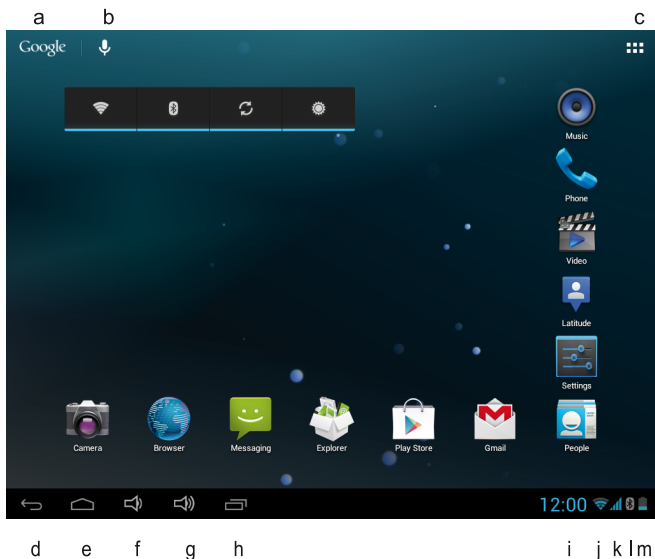 a b c
Google
Music
Phone
Video
Latitude
Settings
Camera Browser Messaging Explorer Play Store Gmail People
12:00
d e f g h i j k l m